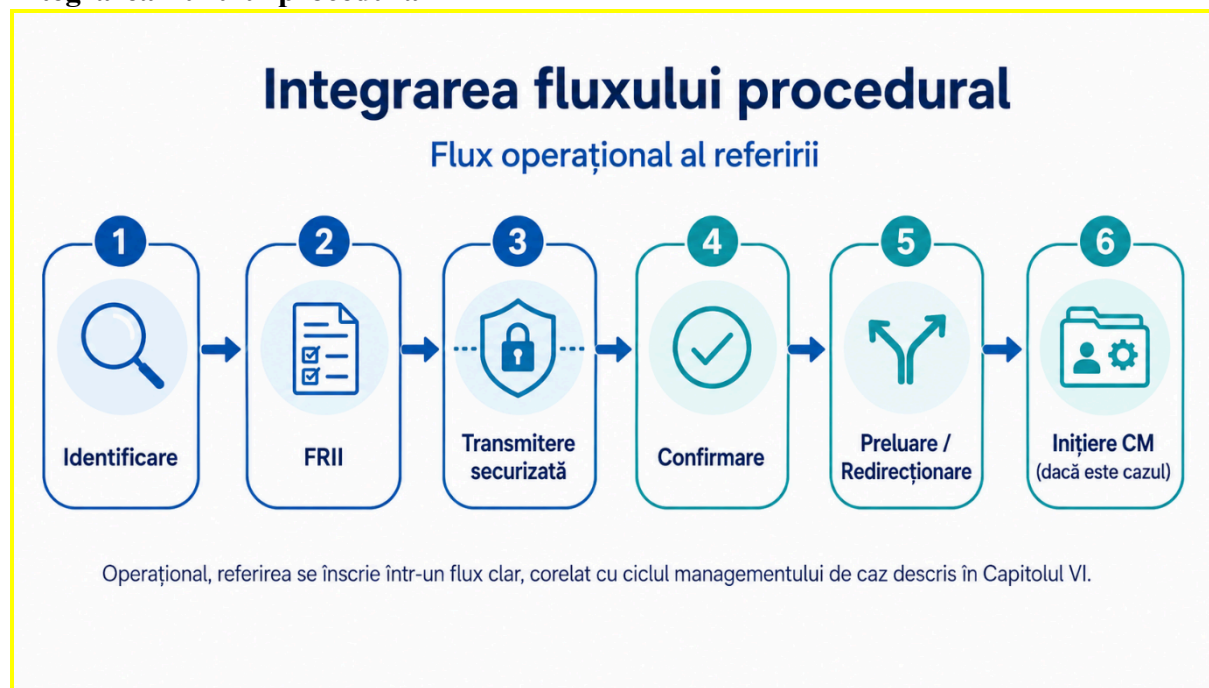 Integrarea fluxului procedural
Flux operațional al referirii
1
2
3
4
5
6
Identificare
FRII
Transmitere
securizată
Confirmare
Preluare /
Redirecționare
Inițiere CM
(dacă este cazul)
Operațional, referirea se înscrie într-un flux clar, corelat cu ciclul managementului de caz descris în Capitolul VI.